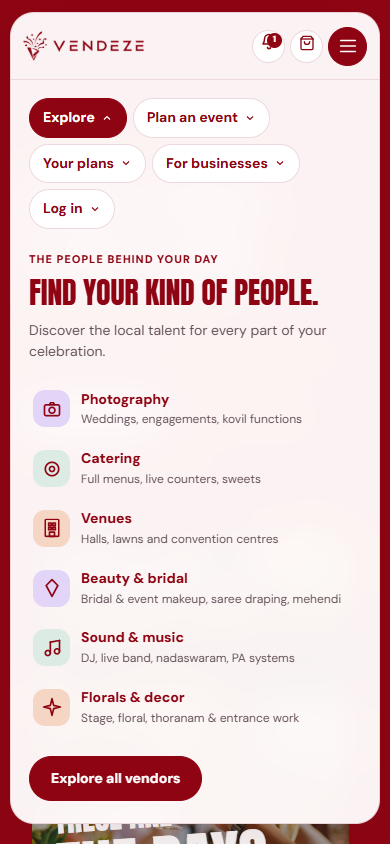 VENDEZE
1
Explore
Plan an event
Your plans
For businesses
Log in
THE PEOPLE BEHIND YOUR DAY
FIND YOUR KIND OF PEOPLE.
Discover the local talent for every part of your
celebration.
Photography
Weddings, engagements, kovil functions
Catering
Full menus, live counters, sweets
Venues
Halls, lawns and convention centres
Beauty & bridal
Bridal & event makeup, saree draping, mehendi
Sound & music
DJ, live band, nadaswaram, PA systems
Florals & decor
Stage, floral, thoranam & entrance work
Explore all vendors